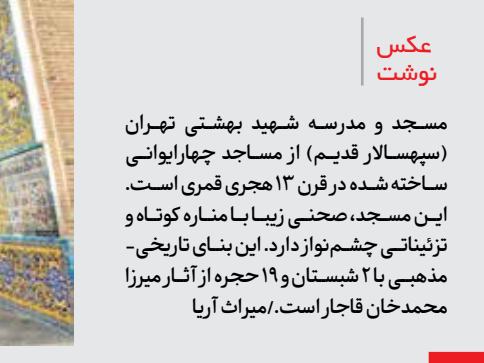 عکس
نوشت
مسجد و مدرسه شهید بهشتی تهران
(سپهسالار قدیم) از مساجد چهارایوانی
ساخته‌شده در قرن ۱۳ هجری قمری است.
این مسجد، صحنی زیبا با مناره کوتاه و
تزئیناتی چشم‌نواز دارد. این بنای تاریخی-
مذهبی با ۲ شبستان و ۱۹ حجره از آثار میرزا
محمدخان قاجار است./میراث آریا